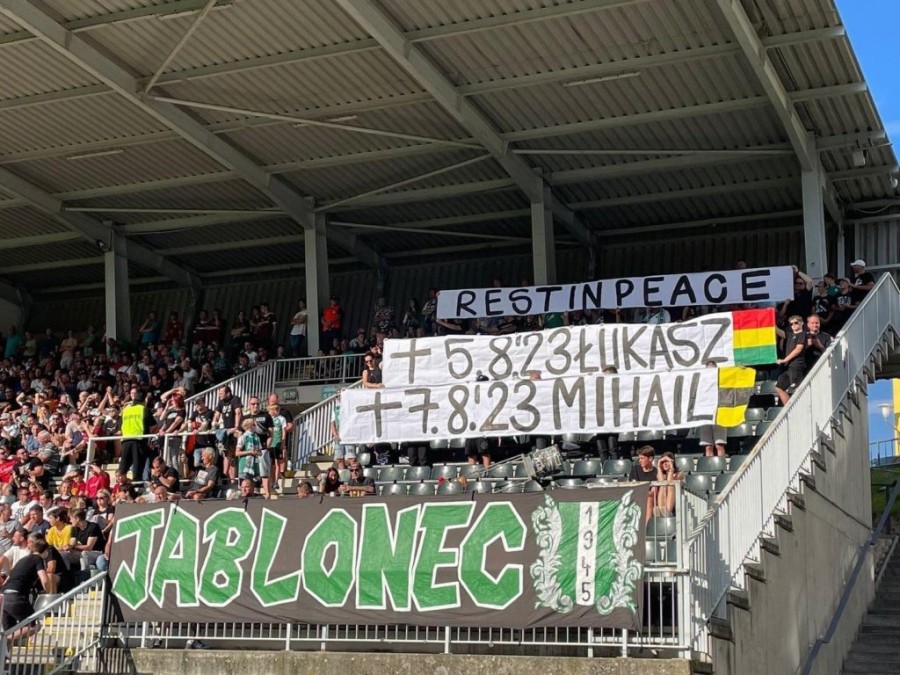 REST IN PEACE
+ 5.8.'23 ŁUKASZ
+ 7.8.'23 MIHAIL
JABLONEC
1945